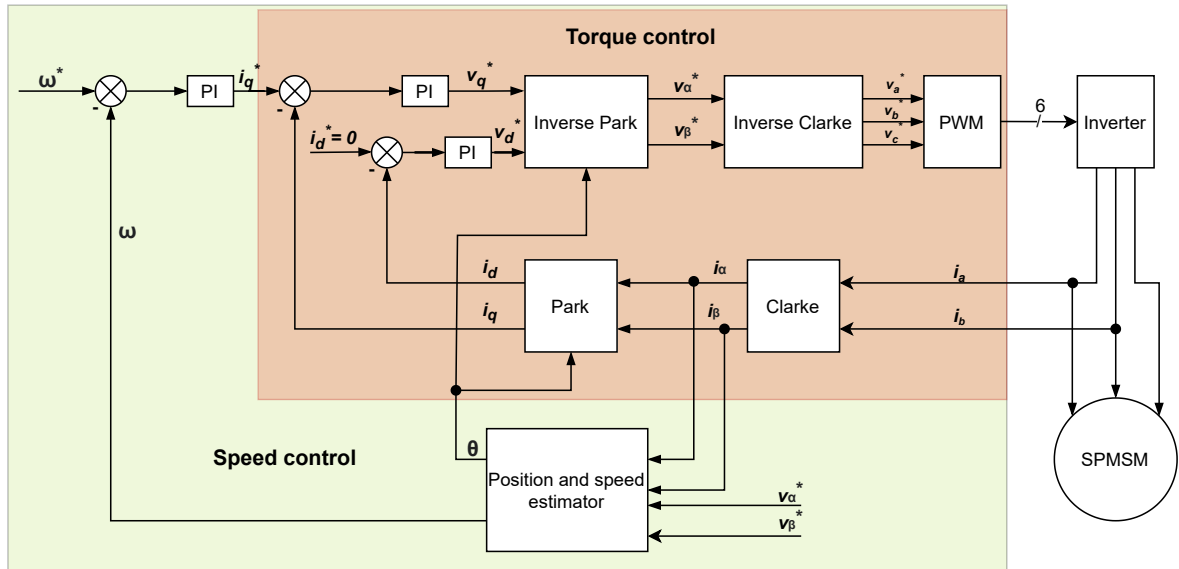 Torque control
ω*
-
PI
iq*
-
PI
vq*
id*= 0
-
PI
vd*
Inverse Park
vα*
vβ*
Inverse Clarke
va*
vb*
vc*
PWM
6
Inverter
ω
id
iq
Park
iα
iβ
Clarke
ia
ib
Speed control
θ
Position and speed
estimator
vα*
vβ*
SPMSM